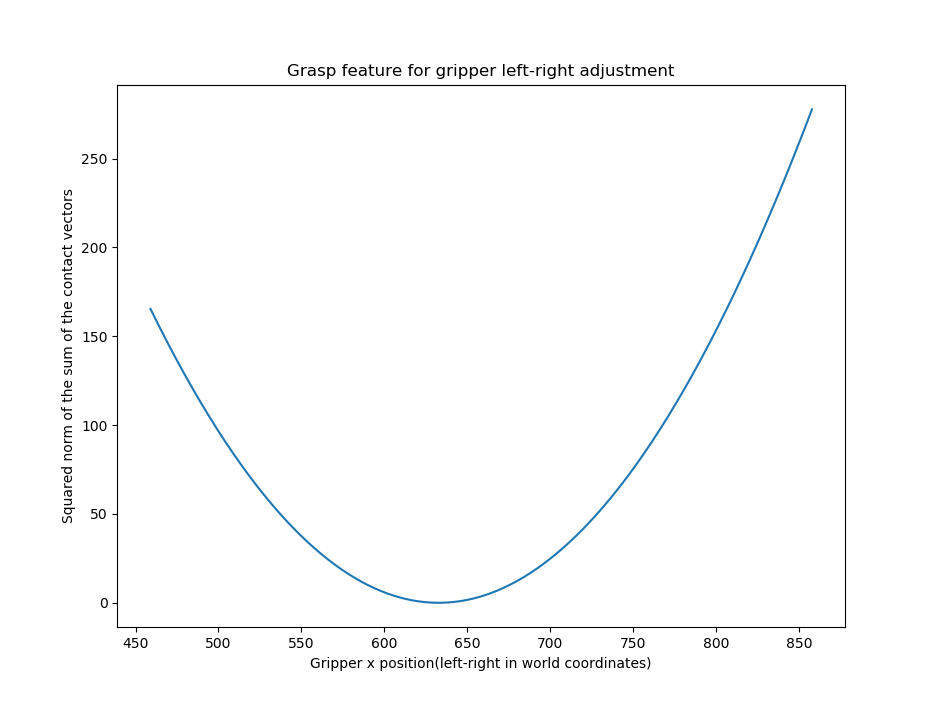 Grasp feature for gripper left-right adjustment
Squared norm of the sum of the contact vectors
250
200
150
100
50
0
450 500 550 600 650 700 750 800 850
Gripper x position(left-right in world coordinates)